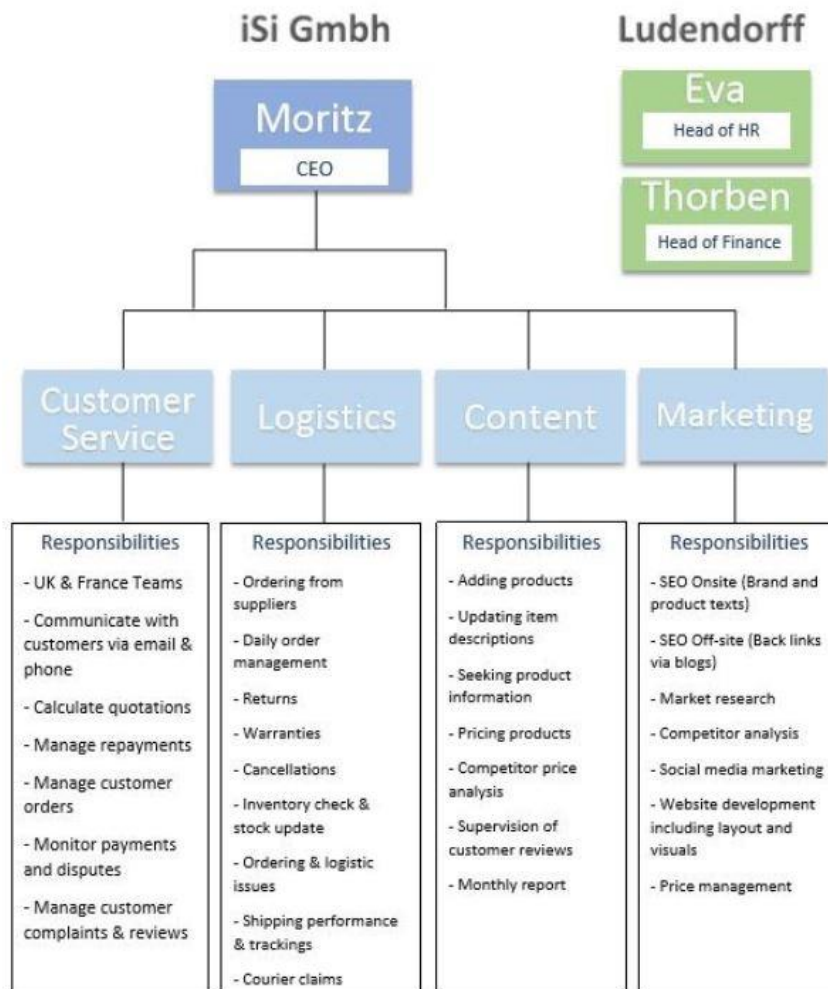 iSi Gmbh
Ludendorff
Moritz
CEO
Eva
Head of HR
Thorben
Head of Finance
Customer
Service
Logistics
Content
Marketing
Responsibilities
- UK & France Teams
- Communicate with
customers via email &
phone
- Calculate quotations
- Manage repayments
- Manage customer
orders
- Monitor payments
and disputes
- Manage customer
complaints & reviews
Responsibilities
- Ordering from
suppliers
- Daily order
management
- Returns
- Warranties
- Cancellations
- Inventory check &
stock update
- Ordering & logistic
issues
- Shipping performance
& trackings
- Courier claims
Responsibilities
- Adding products
- Updating item
descriptions
- Seeking product
information
- Pricing products
- Competitor price
analysis
- Supervision of
customer reviews
- Monthly report
Responsibilities
- SEO Onsite (Brand and
product texts)
- SEO Off-site (Back links
via blogs)
- Market research
- Competitor analysis
- Social media marketing
- Website development
including layout and
visuals
- Price management